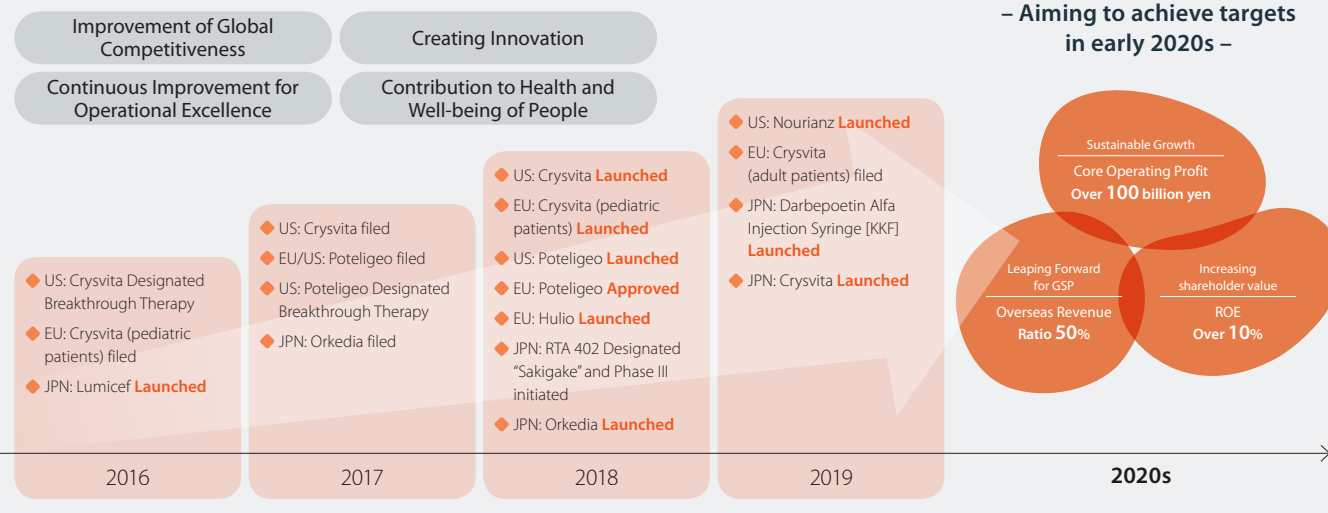 Improvement of Global
Competitiveness
Creating Innovation
Continuous Improvement for
Operational Excellence
Contribution to Health and
Well-being of People
– Aiming to achieve targets
in early 2020s –
US: Crysvita Designated
Breakthrough Therapy
EU: Crysvita (pediatric
patients) filed
JPN: Lumicef Launched
2016
US: Crysvita filed
EU/US: Poteligeo filed
US: Poteligeo Designated
Breakthrough Therapy
JPN: Orkedia filed
2017
US: Crysvita Launched
EU: Crysvita (pediatric
patients) Launched
US: Poteligeo Launched
EU: Poteligeo Approved
EU: Hulio Launched
JPN: RTA 402 Designated
“Sakigake” and Phase III
initiated
JPN: Orkedia Launched
2018
US: Nourianz Launched
EU: Crysvita
(adult patients) filed
JPN: Darbepoetin Alfa
Injection Syringe [KKF]
Launched
JPN: Crysvita Launched
2019
Sustainable Growth
Core Operating Profit
Over 100 billion yen
Leaping Forward
for GSP
Overseas Revenue
Ratio 50%
Increasing
shareholder value
ROE
Over 10%
2020s